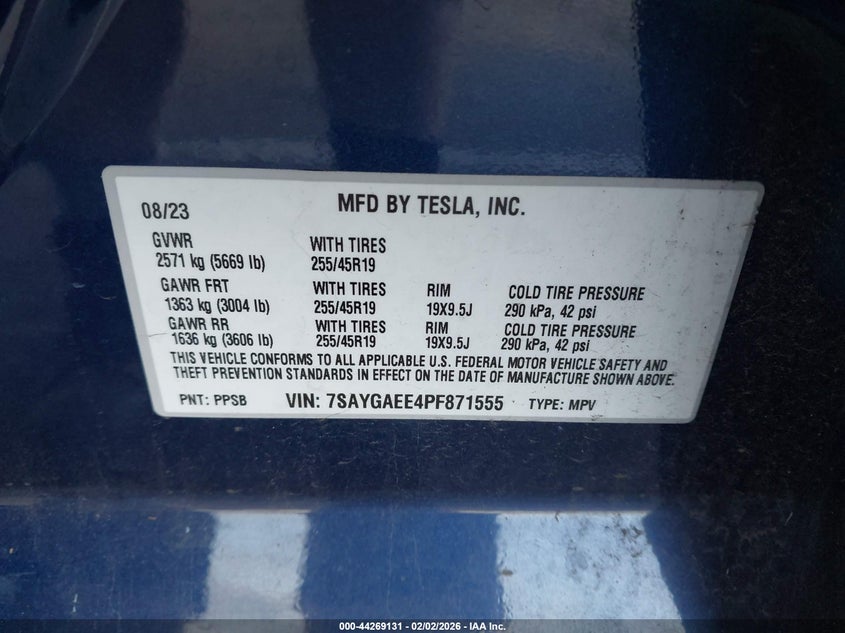 08/23 MFD BY TESLA, INC.
GVWR WITH TIRES
2571 kg (5669 lb) 255/45R19
GAWR FRT WITH TIRES RIM COLD TIRE PRESSURE
1363 kg (3004 lb) 255/45R19 19X9.5J 290 kPa, 42 psi
GAWR RR WITH TIRES RIM COLD TIRE PRESSURE
1636 kg (3606 lb) 255/45R19 19X9.5J 290 kPa, 42 psi
THIS VEHICLE CONFORMS TO ALL APPLICABLE U.S. FEDERAL MOTOR VEHICLE SAFETY AND
THEFT PREVENTION STANDARDS IN EFFECT ON THE DATE OF MANUFACTURE SHOWN ABOVE.
PNT: PPSB VIN: 7SAYGAEE4PF871555 TYPE: MPV
000-44269131 - 02/02/2026 - IAA Inc.